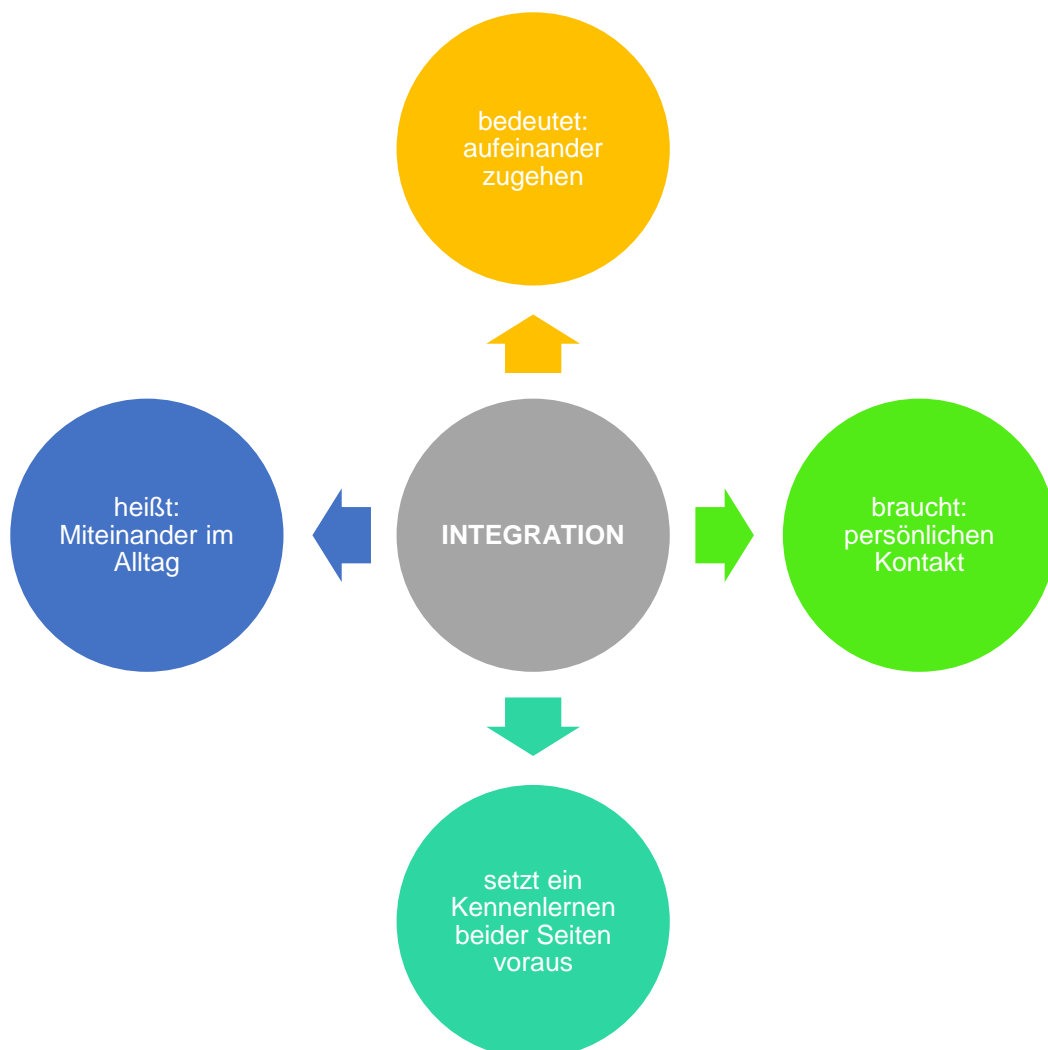 bedeutet:
aufeinander
zugehen
heißt:
Miteinander im
Alltag
INTEGRATION
braucht:
persönlichen
Kontakt
setzt ein
Kennenlernen
beider Seiten
voraus